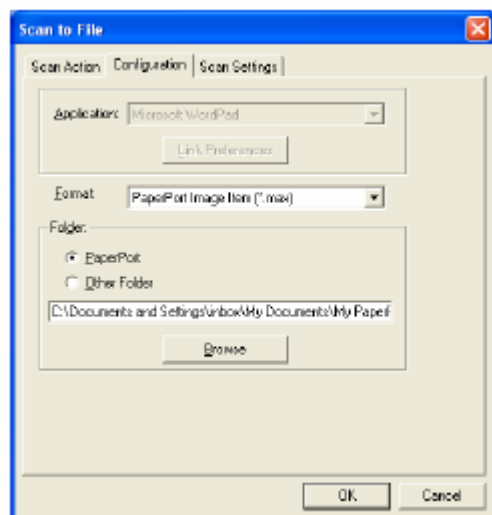 Scan to File
Scan Action Configuration Scan Settings
Application: Microsoft WordPad
Link Preferences
Format PaperPort Image Item (*.max)
Folder:
PaperPort
Other Folder
C:\Documents and Settings\inbox\My Documents\My PaperF
Browse
OK Cancel